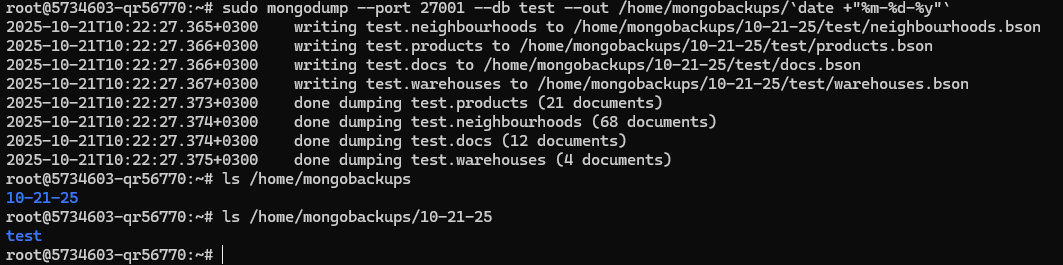 root@5734603-qr56770:~# sudo mongodump --port 27001 --db test --out /home/mongobackups/`date +"%m-%d-%y"`
2025-10-21T10:22:27.365+0300    writing test.neighbourhoods to /home/mongobackups/10-21-25/test/neighbourhoods.bson
2025-10-21T10:22:27.366+0300    writing test.products to /home/mongobackups/10-21-25/test/products.bson
2025-10-21T10:22:27.366+0300    writing test.docs to /home/mongobackups/10-21-25/test/docs.bson
2025-10-21T10:22:27.367+0300    writing test.warehouses to /home/mongobackups/10-21-25/test/warehouses.bson
2025-10-21T10:22:27.373+0300    done dumping test.products (21 documents)
2025-10-21T10:22:27.374+0300    done dumping test.neighbourhoods (68 documents)
2025-10-21T10:22:27.374+0300    done dumping test.docs (12 documents)
2025-10-21T10:22:27.375+0300    done dumping test.warehouses (4 documents)
root@5734603-qr56770:~# ls /home/mongobackups
10-21-25
root@5734603-qr56770:~# ls /home/mongobackups/10-21-25
test
root@5734603-qr56770:~#